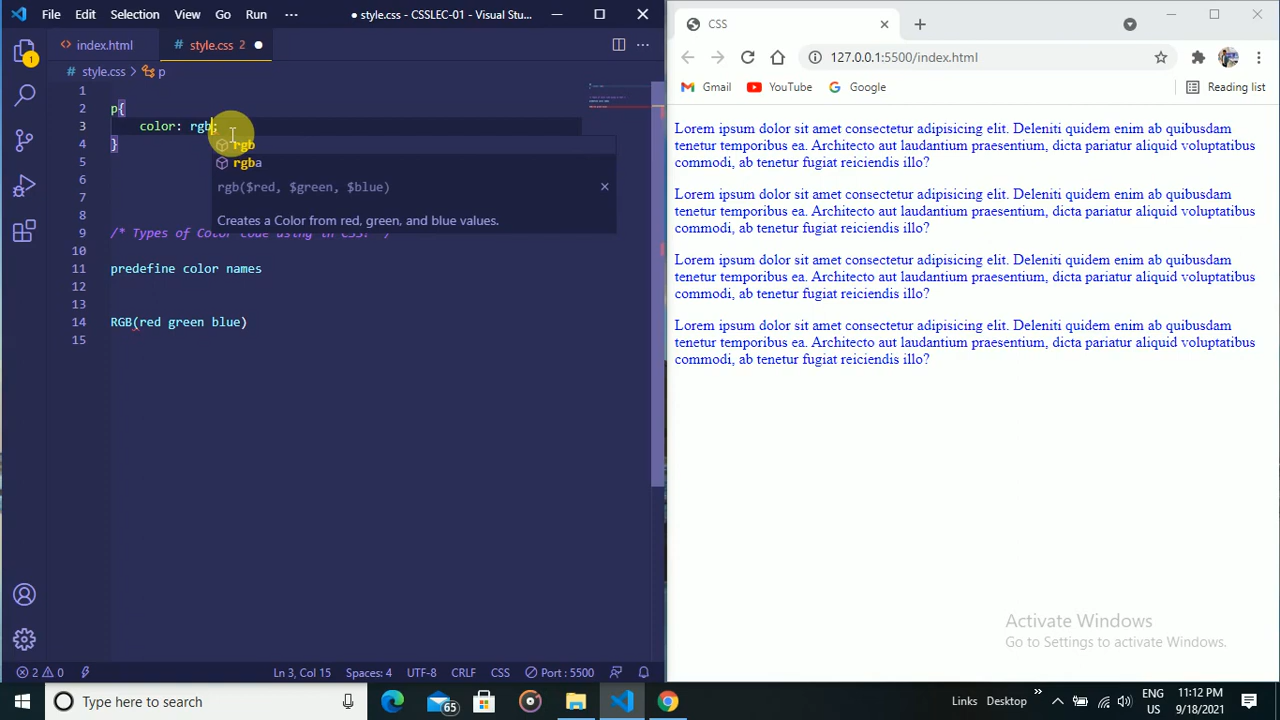 File Edit Selection View Go Run ··· ● style.css - CSSLEC-01 - Visual Studio...
1
index.html
# style.css 2 ●
style.css > p
1
2 p{
3 color: rgb;
4 }
5
6
7
8
9 /* Types of Color code using in CSS? */
10
11 predefine color names
12
13
14 RGB(red green blue)
15
rgb
rgba
rgb($red, $green, $blue)
Creates a Color from red, green, and blue values.
2 0 Ln 3, Col 15 Spaces: 4 UTF-8 CRLF CSS Port : 5500
CSS
127.0.0.1:5500/index.html
Gmail YouTube Google Reading list
Lorem ipsum dolor sit amet consectetur adipisicing elit. Deleniti quidem enim ab quibusdam
tenetur temporibus ea. Architecto aut laudantium praesentium, dicta pariatur aliquid voluptatibus
commodi, ab tenetur fugiat reiciendis illo?
Lorem ipsum dolor sit amet consectetur adipisicing elit. Deleniti quidem enim ab quibusdam
tenetur temporibus ea. Architecto aut laudantium praesentium, dicta pariatur aliquid voluptatibus
commodi, ab tenetur fugiat reiciendis illo?
Lorem ipsum dolor sit amet consectetur adipisicing elit. Deleniti quidem enim ab quibusdam
tenetur temporibus ea. Architecto aut laudantium praesentium, dicta pariatur aliquid voluptatibus
commodi, ab tenetur fugiat reiciendis illo?
Lorem ipsum dolor sit amet consectetur adipisicing elit. Deleniti quidem enim ab quibusdam
tenetur temporibus ea. Architecto aut laudantium praesentium, dicta pariatur aliquid voluptatibus
commodi, ab tenetur fugiat reiciendis illo?
Activate Windows
Go to Settings to activate Windows.
Type here to search
65
Links Desktop »
ENG
US
11:12 PM
9/18/2021